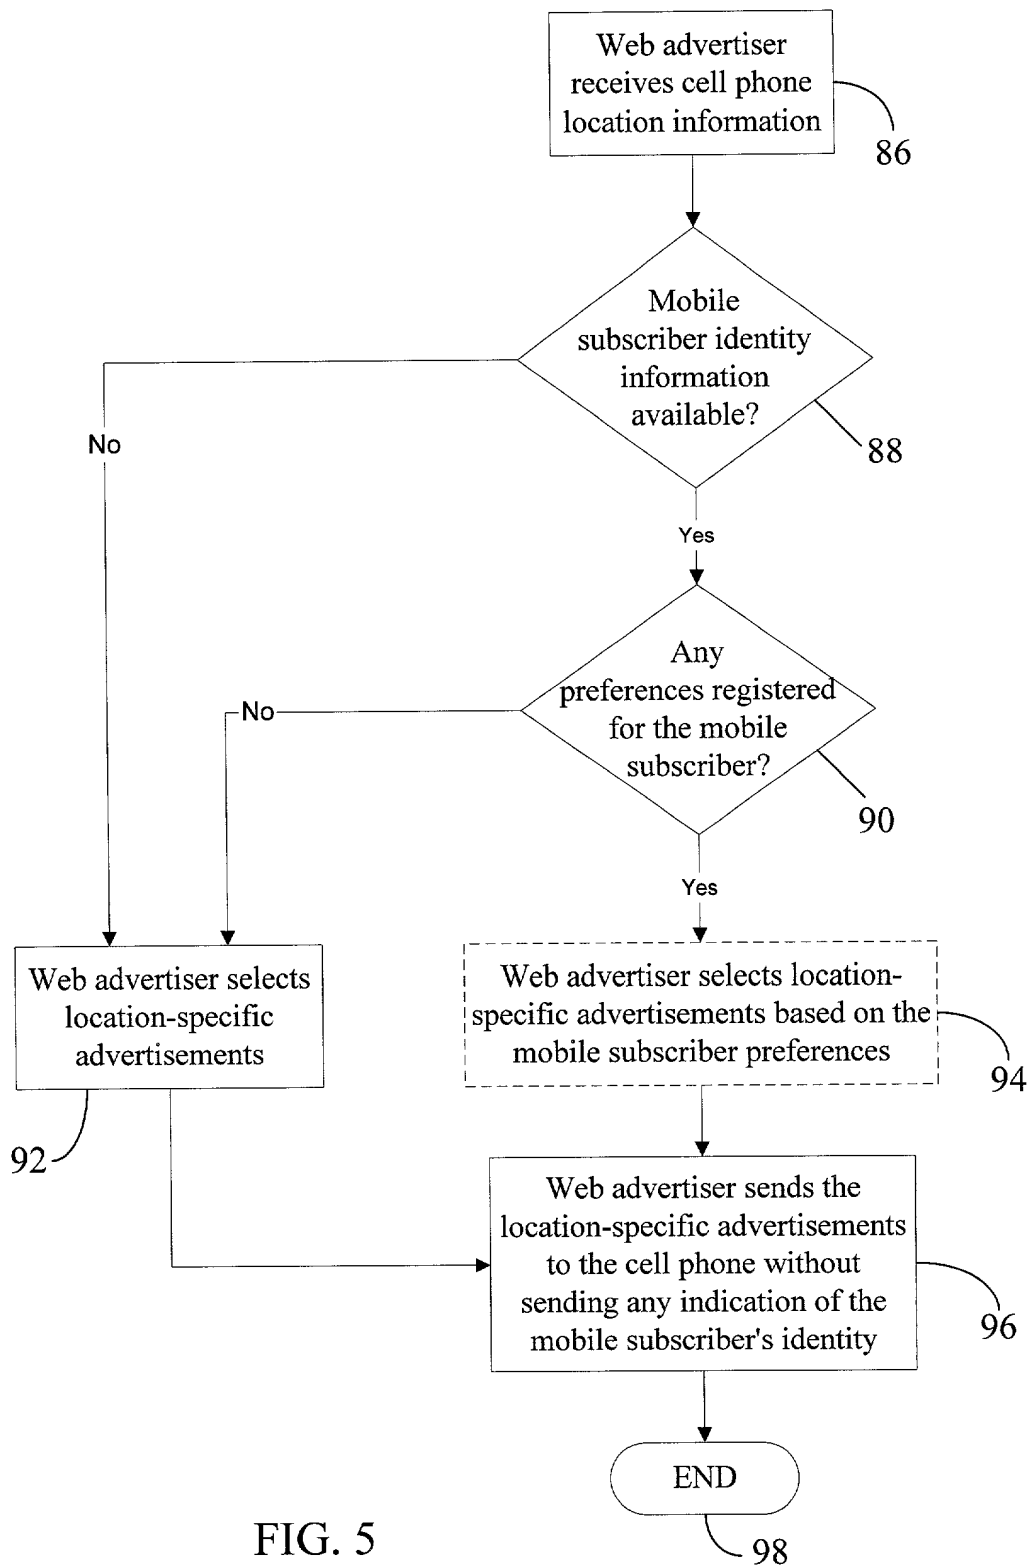 Web advertiser
receives cell phone
location information
86
Mobile
subscriber identity
information
available?
88
No
Yes
Any
preferences registered
for the mobile
subscriber?
90
No
Yes
Web advertiser selects
location-specific
advertisements
92
Web advertiser selects location-
specific advertisements based on the
mobile subscriber preferences
94
Web advertiser sends the
location-specific advertisements
to the cell phone without
sending any indication of the
mobile subscriber's identity
96
END
98
FIG. 5